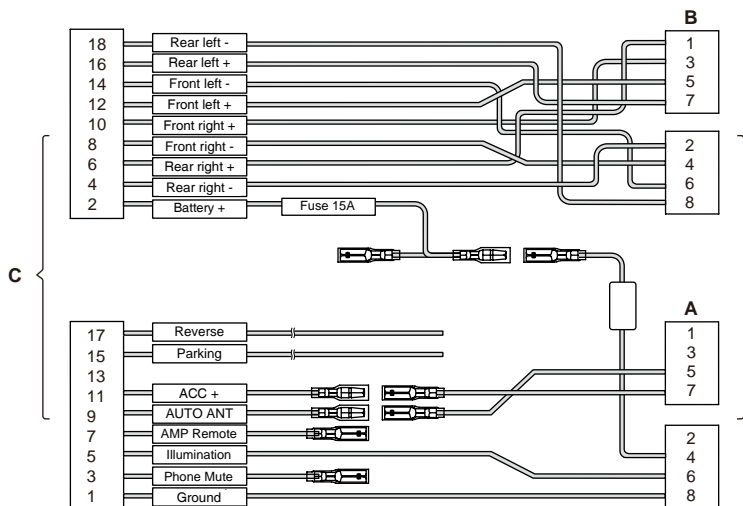 B
18 Rear left - 1
16 Rear left + 3
14 Front left - 5
12 Front left + 7
10 Front right +
8 Front right - 2
6 Rear right + 4
4 Rear right - 6
2 Battery + Fuse 15A 8
C
A
17 Reverse 1
15 Parking 3
13 5
11 ACC + 7
9 AUTO ANT
7 AMP Remote 2
5 Illumination 4
3 Phone Mute 6
1 Ground 8